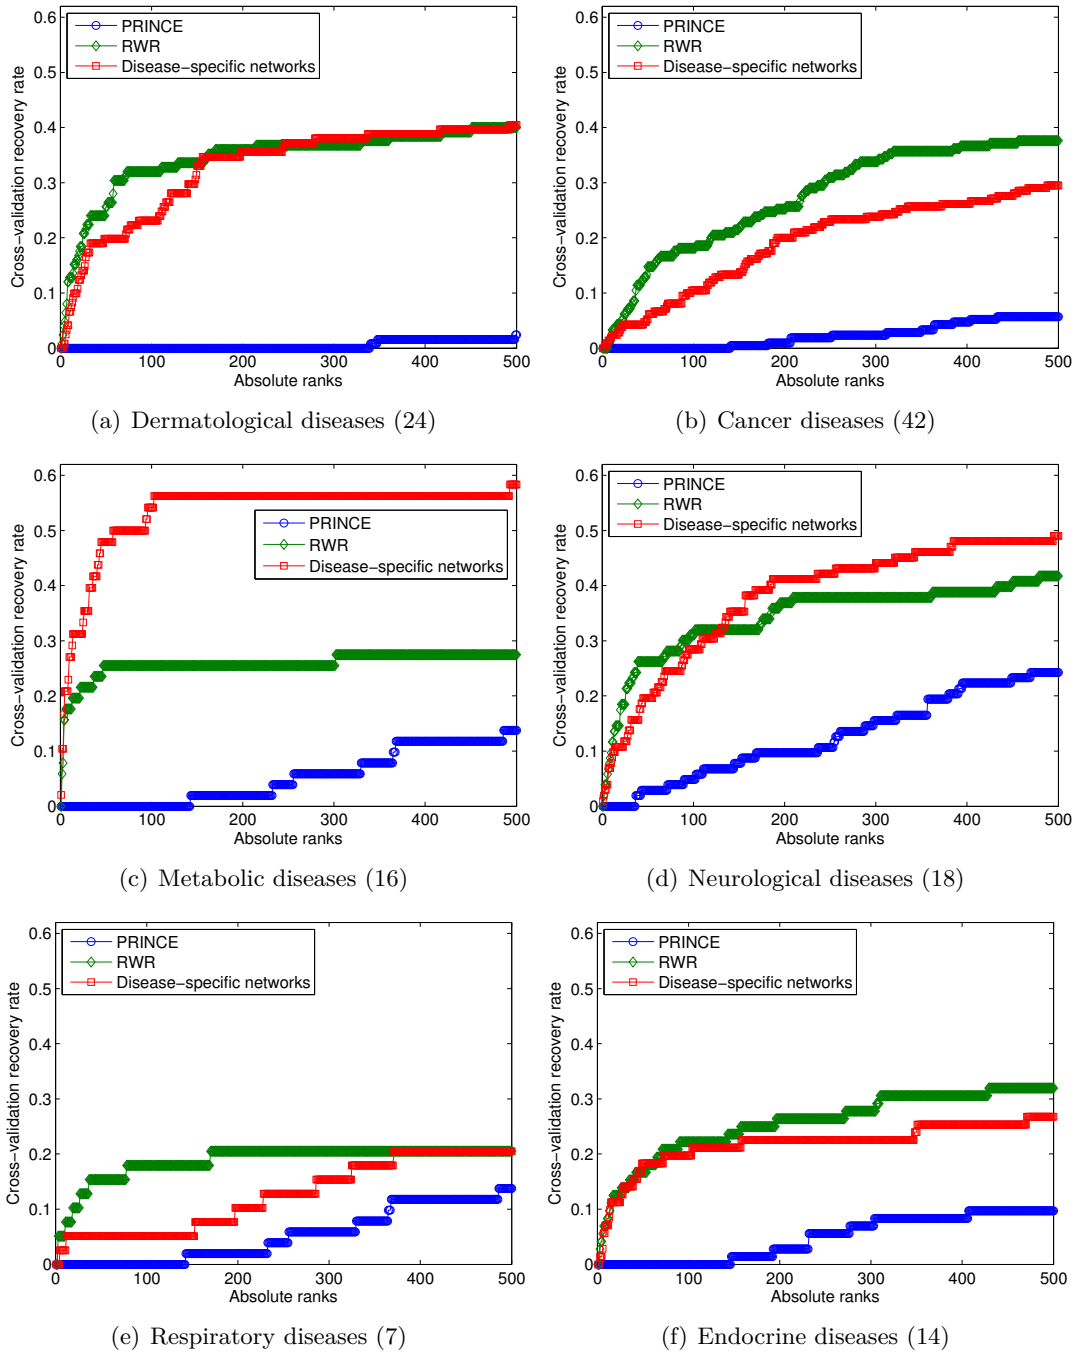 0.6
0.5
0.4
0.3
0.2
0.1
0
Cross−validation recovery rate
PRINCE
RWR
Disease−specific networks
0 100 200 300 400 500
Absolute ranks
(a) Dermatological diseases (24)
0.6
0.5
0.4
0.3
0.2
0.1
0
Cross−validation recovery rate
PRINCE
RWR
Disease−specific networks
0 100 200 300 400 500
Absolute ranks
(b) Cancer diseases (42)
0.6
0.5
0.4
0.3
0.2
0.1
0
Cross−validation recovery rate
PRINCE
RWR
Disease−specific networks
0 100 200 300 400 500
Absolute ranks
(c) Metabolic diseases (16)
0.6
0.5
0.4
0.3
0.2
0.1
0
Cross−validation recovery rate
PRINCE
RWR
Disease−specific networks
0 100 200 300 400 500
Absolute ranks
(d) Neurological diseases (18)
0.6
0.5
0.4
0.3
0.2
0.1
0
Cross−validation recovery rate
PRINCE
RWR
Disease−specific networks
0 100 200 300 400 500
Absolute ranks
(e) Respiratory diseases (7)
0.6
0.5
0.4
0.3
0.2
0.1
0
Cross−validation recovery rate
PRINCE
RWR
Disease−specific networks
0 100 200 300 400 500
Absolute ranks
(f) Endocrine diseases (14)